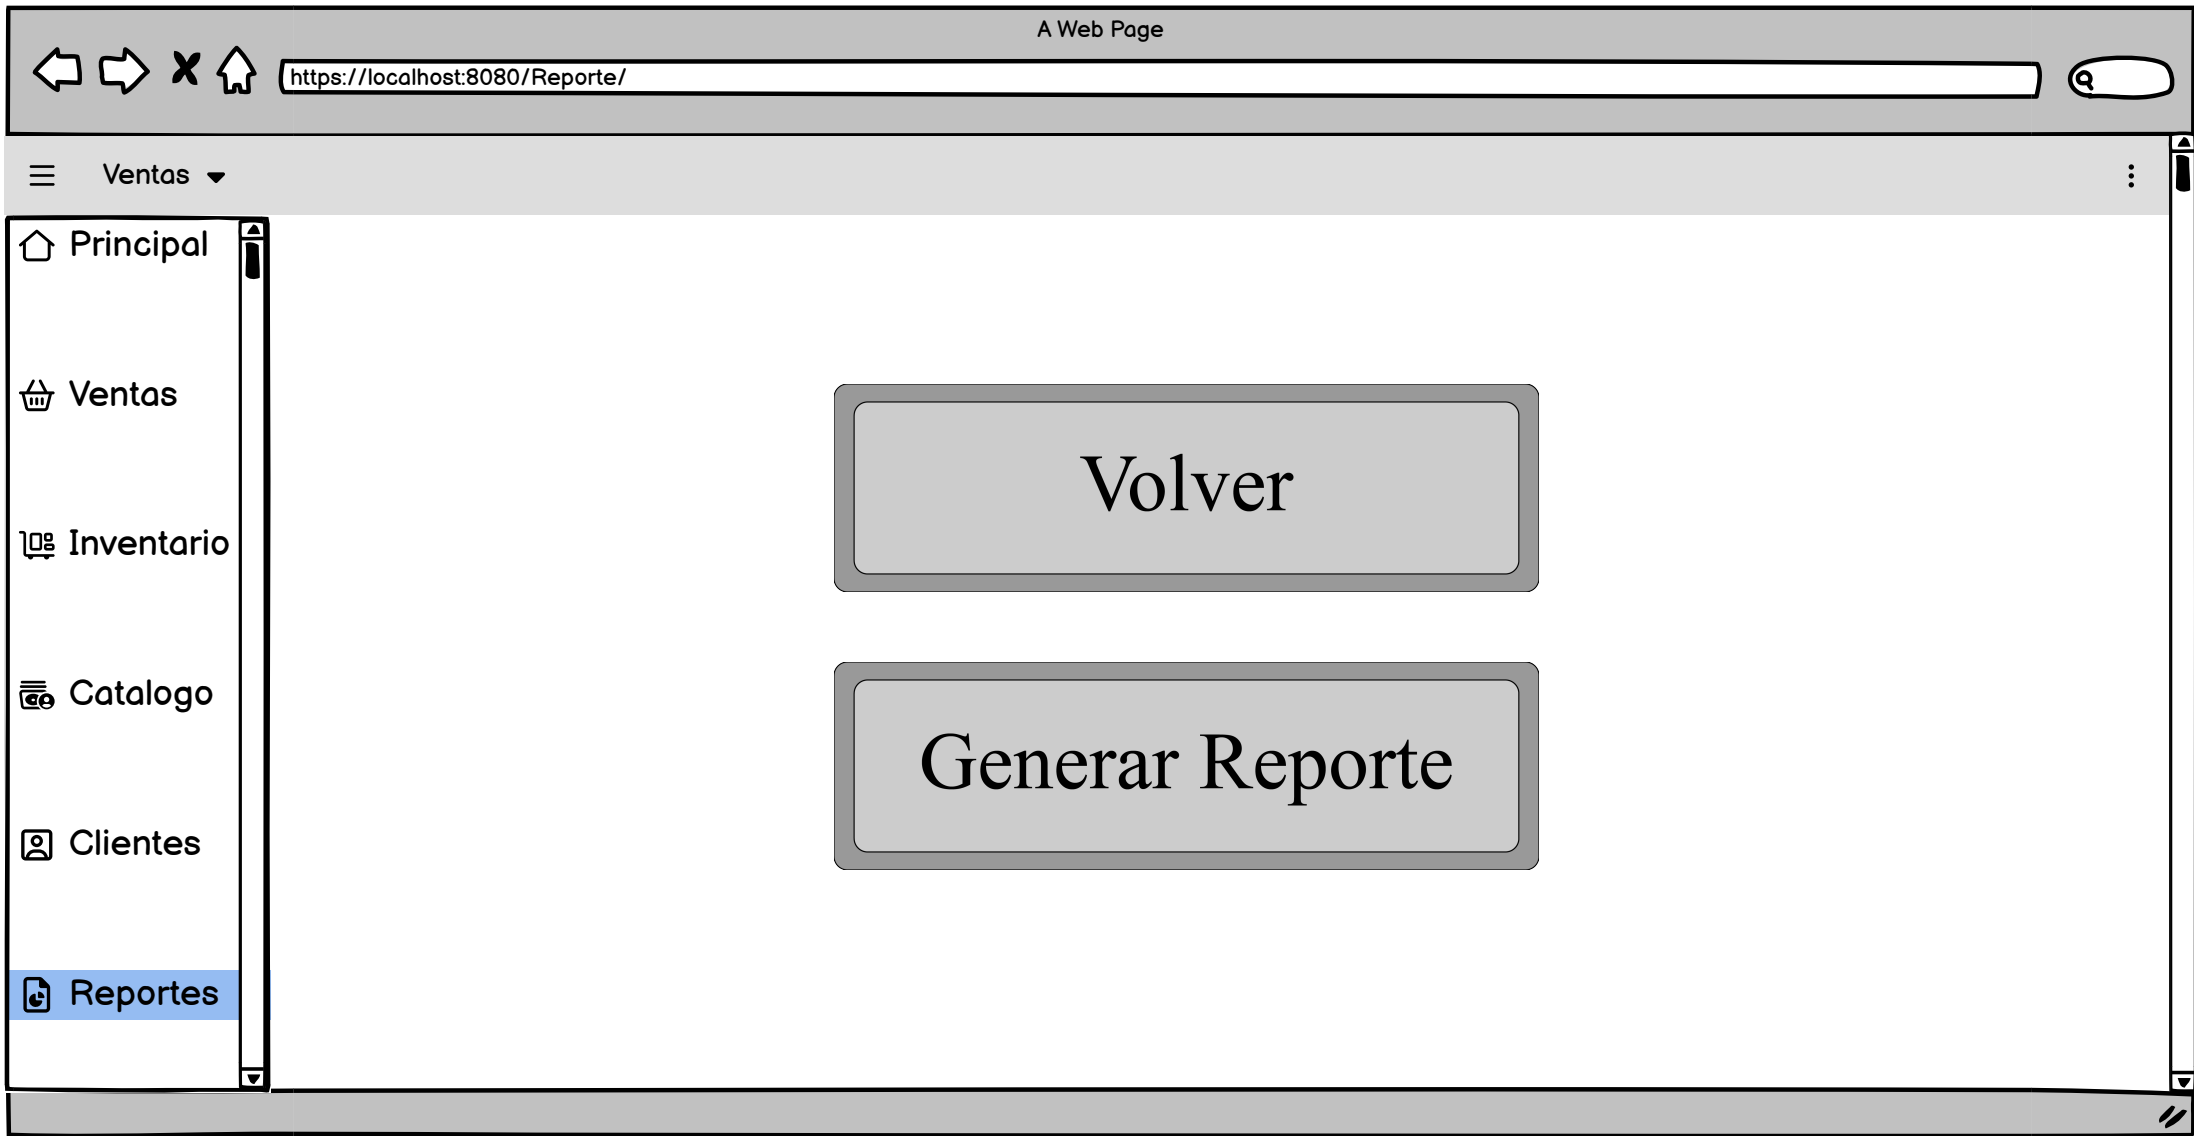 A Web Page
https://localhost:8080/Reporte/
Ventas
Principal
Ventas
Inventario
Catalogo
Clientes
Reportes
Volver
Generar Reporte